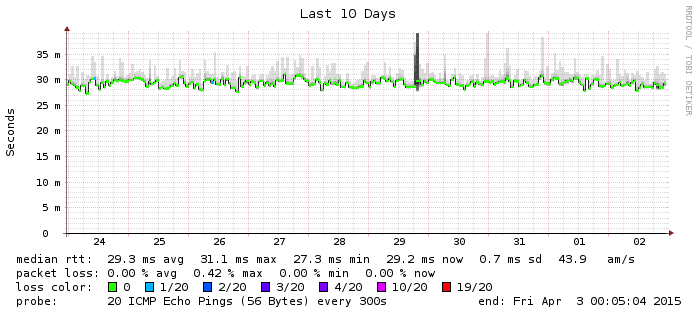 Last 10 Days
RRDTOOL / TOBI OETIKER
Seconds
35 m
30 m
25 m
20 m
15 m
10 m
5 m
0
24 25 26 27 28 29 30 31 01 02
median rtt: 29.3 ms avg 31.1 ms max 27.3 ms min 29.2 ms now 0.7 ms sd 43.9 am/s
packet loss: 0.00 % avg 0.42 % max 0.00 % min 0.00 % now
loss color: 0 1/20 2/20 3/20 4/20 10/20 19/20
probe: 20 ICMP Echo Pings (56 Bytes) every 300s end: Fri Apr 3 00:05:04 2015